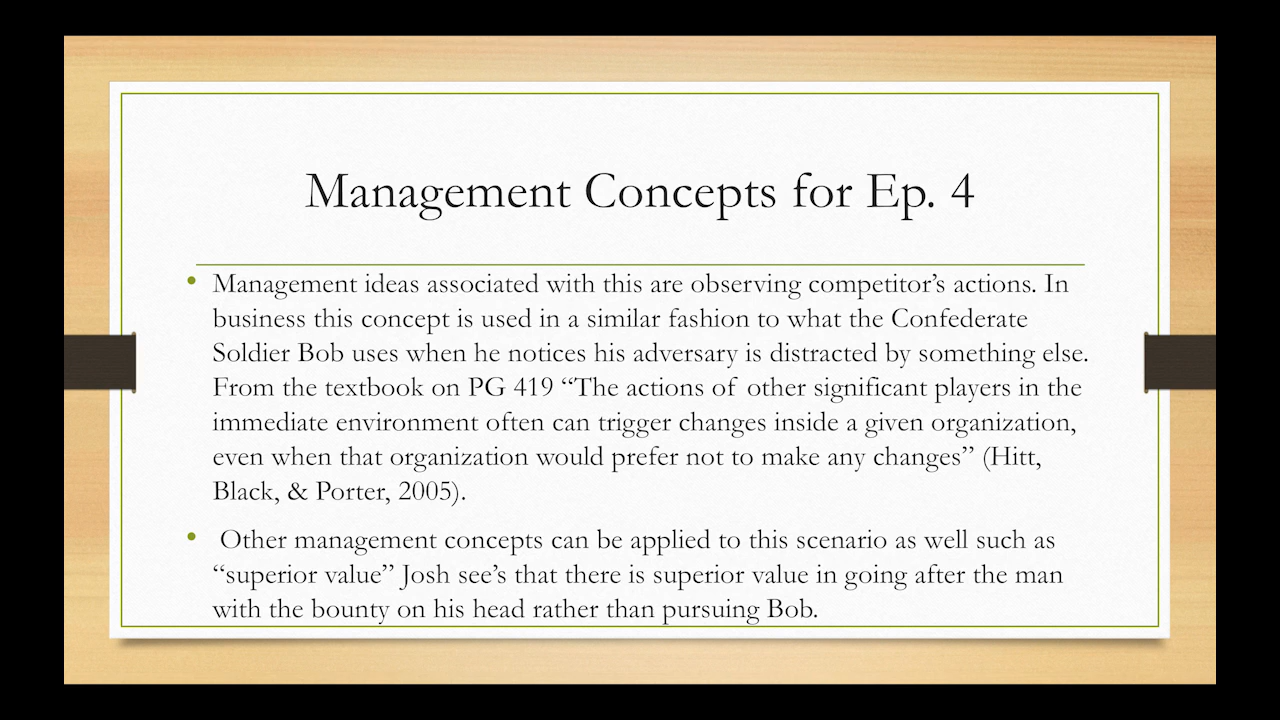 Management Concepts for Ep. 4
• Management ideas associated with this are observing competitor’s actions. In
business this concept is used in a similar fashion to what the Confederate
Soldier Bob uses when he notices his adversary is distracted by something else.
From the textbook on PG 419 “The actions of other significant players in the
immediate environment often can trigger changes inside a given organization,
even when that organization would prefer not to make any changes” (Hitt,
Black, & Porter, 2005).
• Other management concepts can be applied to this scenario as well such as
“superior value” Josh see’s that there is superior value in going after the man
with the bounty on his head rather than pursuing Bob.